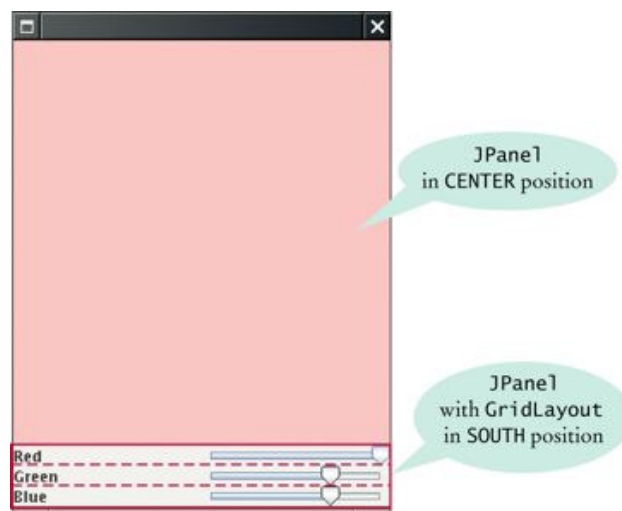 JPanel
in CENTER position
JPanel
with GridLayout
in SOUTH position
Red
Green
Blue